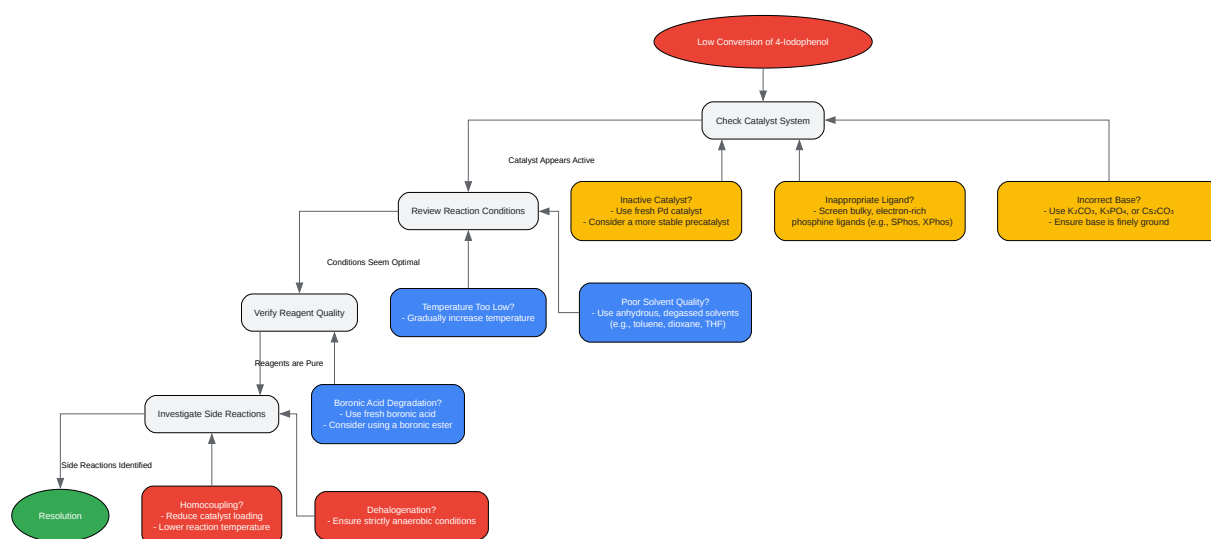 Low Conversion of 4-Iodophenol
Check Catalyst System
Catalyst Appears Active
Inactive Catalyst?
- Use fresh Pd catalyst
- Consider a more stable precatalyst
Inappropriate Ligand?
- Screen bulky, electron-rich
phosphine ligands (e.g., SPhos, XPhos)
Incorrect Base?
- Use K₂CO₃, K₃PO₄, or Cs₂CO₃
- Ensure base is finely ground
Review Reaction Conditions
Conditions Seem Optimal
Temperature Too Low?
- Gradually increase temperature
Poor Solvent Quality?
- Use anhydrous, degassed solvents
(e.g., toluene, dioxane, THF)
Verify Reagent Quality
Reagents are Pure
Boronic Acid Degradation?
- Use fresh boronic acid
- Consider using a boronic ester
Investigate Side Reactions
Side Reactions Identified
Resolution
Homocoupling?
- Reduce catalyst loading
- Lower reaction temperature
Dehalogenation?
- Ensure strictly anaerobic conditions